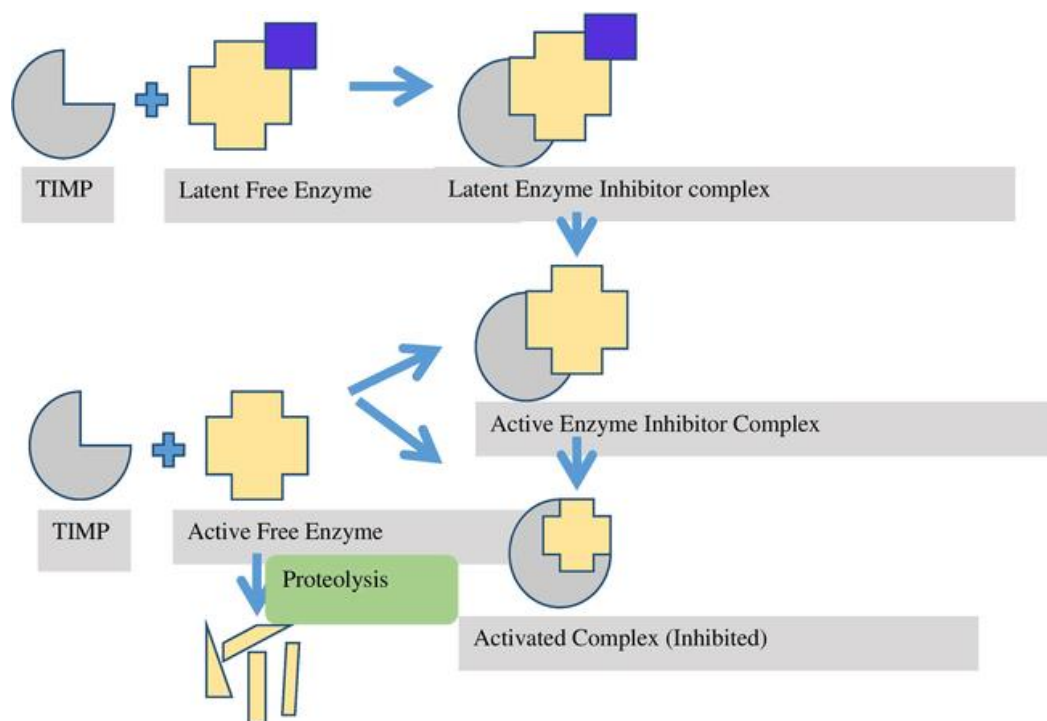 TIMP
Latent Free Enzyme
Latent Enzyme Inhibitor complex
Active Enzyme Inhibitor Complex
TIMP
Active Free Enzyme
Proteolysis
Activated Complex (Inhibited)